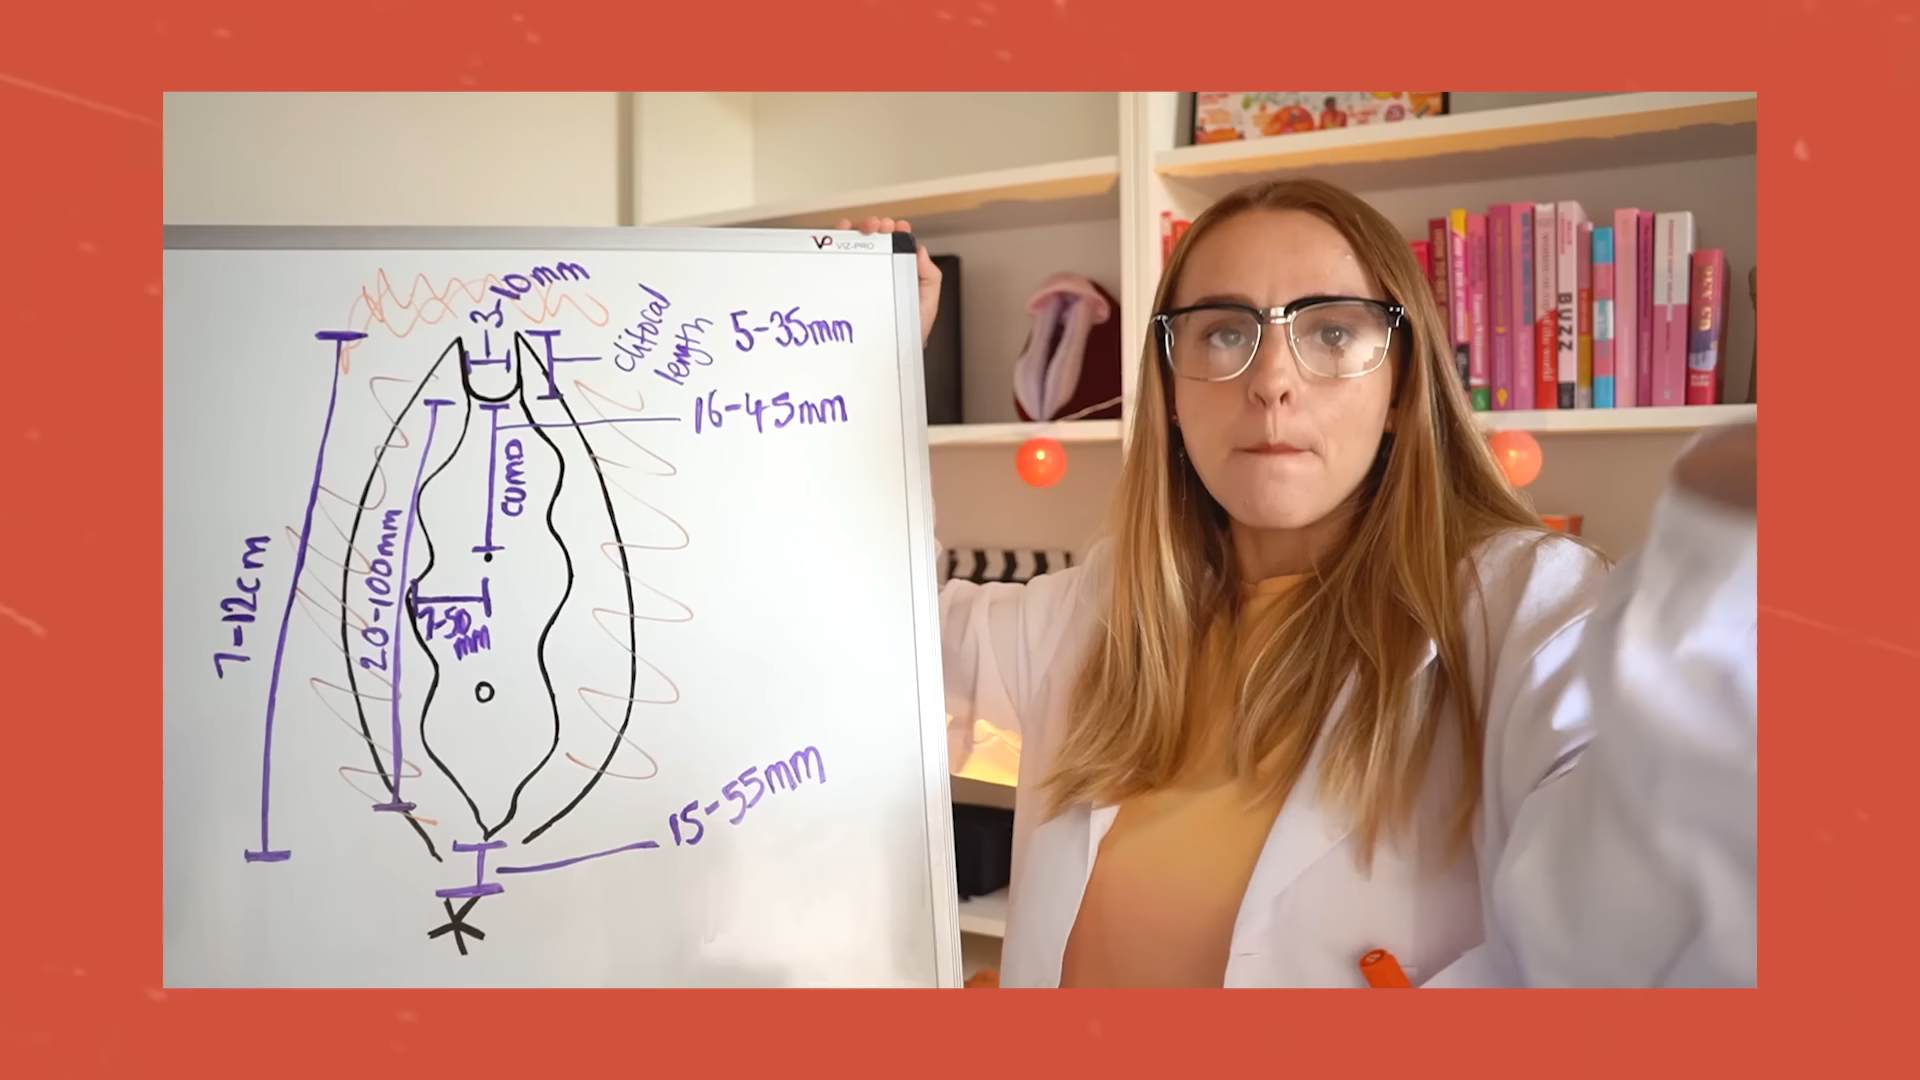 VP VIZ-PRO
3-10mm
clitoral
length
5-35mm
16-45mm
CUMD
7-12cm
20-100mm
7-50
mm
15-55mm
BUZZ